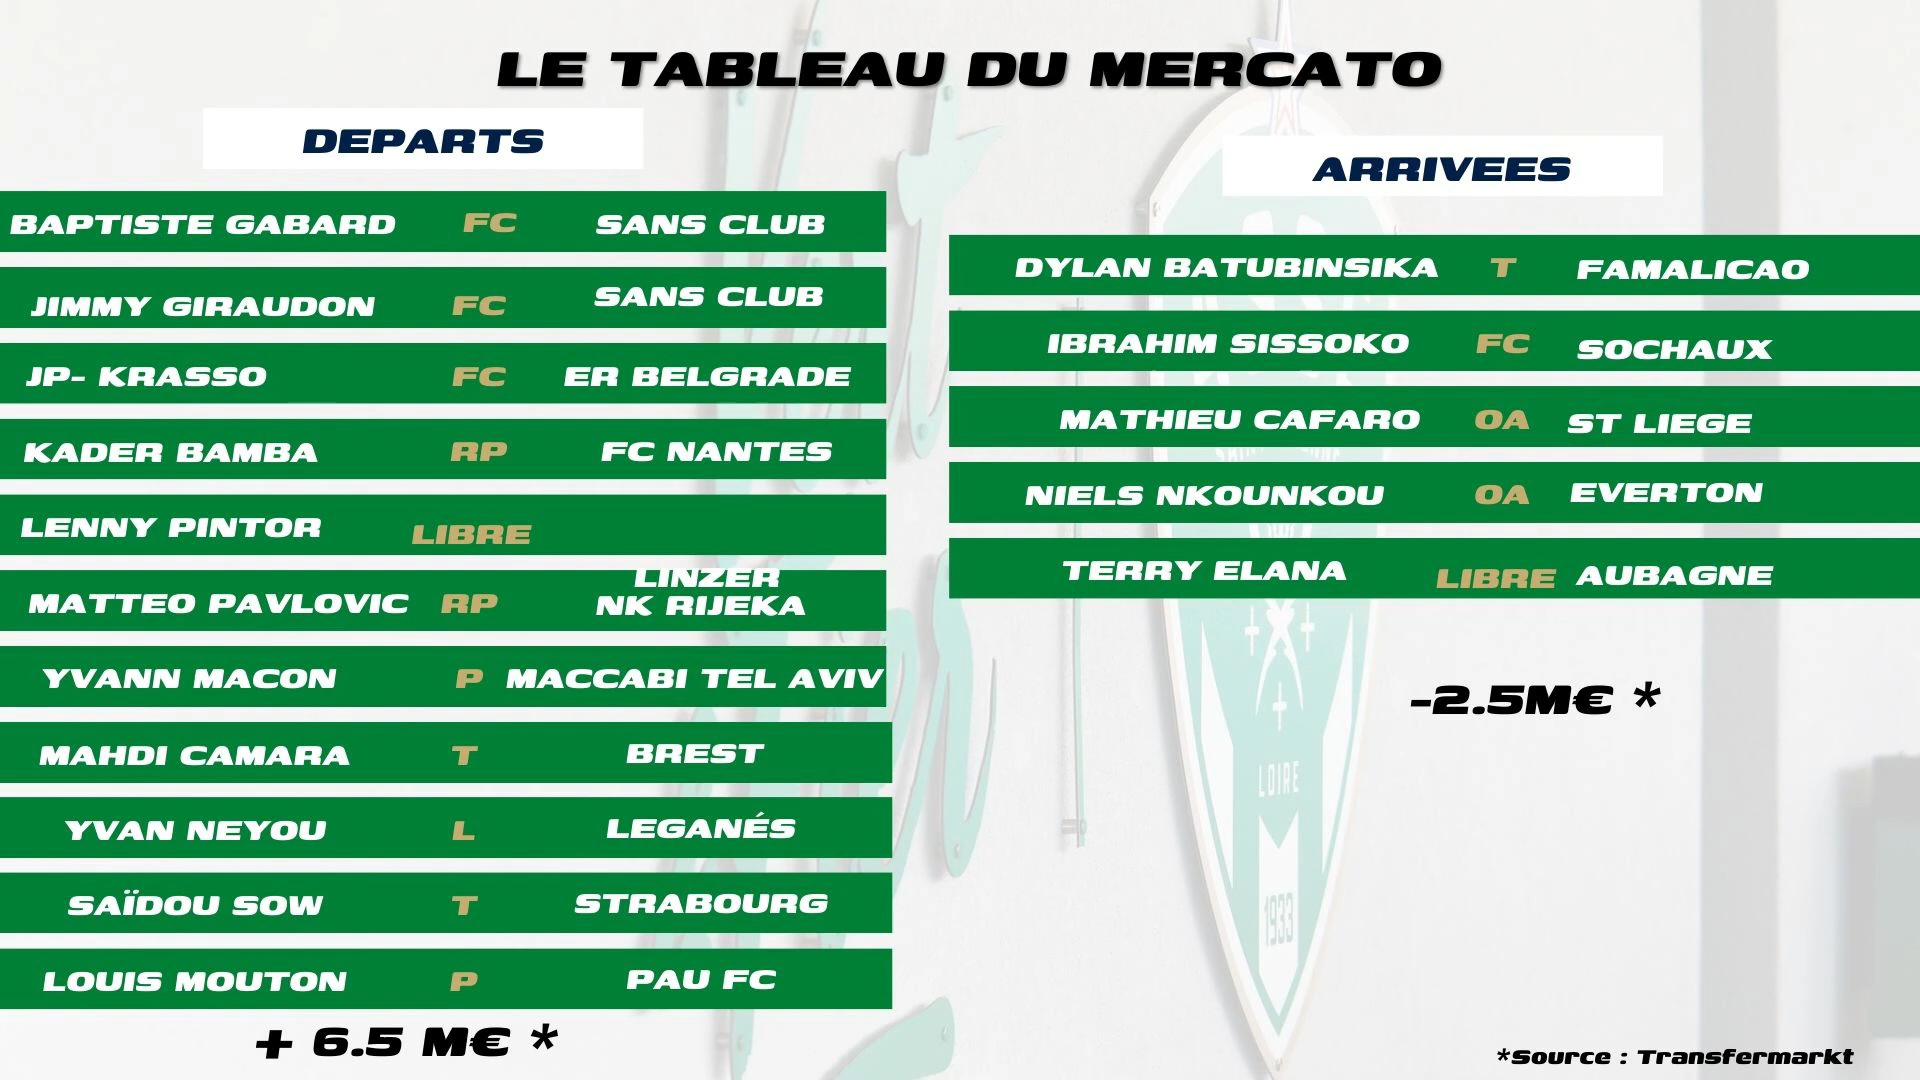 LE TABLEAU DU MERCATO
DEPARTS
BAPTISTE GABARD FC SANS CLUB
JIMMY GIRAUDON FC SANS CLUB
JP- KRASSO FC ER BELGRADE
KADER BAMBA RP FC NANTES
LENNY PINTOR LIBRE
LINZER
MATTEO PAVLOVIC RP NK RIJEKA
YVANN MACON P MACCABI TEL AVIV
MAHDI CAMARA T BREST
YVAN NEYOU L LEGANÉS
SAÏDOU SOW T STRABOURG
LOUIS MOUTON P PAU FC
+ 6.5 M€ *
ARRIVEES
DYLAN BATUBINSIKA T FAMALICAO
IBRAHIM SISSOKO FC SOCHAUX
MATHIEU CAFARO OA ST LIEGE
NIELS NKOUNKOU OA EVERTON
TERRY ELANA LIBRE AUBAGNE
-2.5M€ *
LOIRE
1933
*Source : Transfermarkt